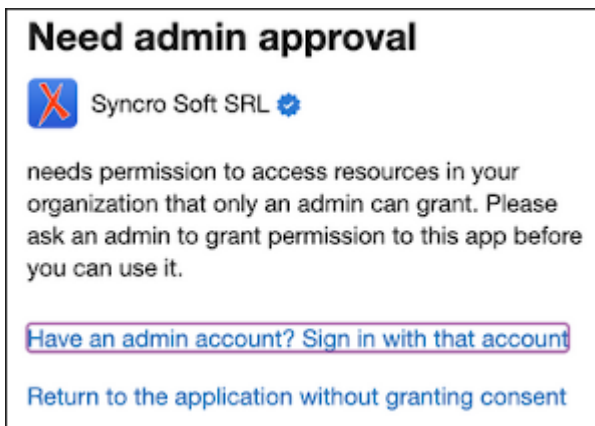 Need admin approval
Syncro Soft SRL
needs permission to access resources in your
organization that only an admin can grant. Please
ask an admin to grant permission to this app before
you can use it.
Have an admin account? Sign in with that account
Return to the application without granting consent